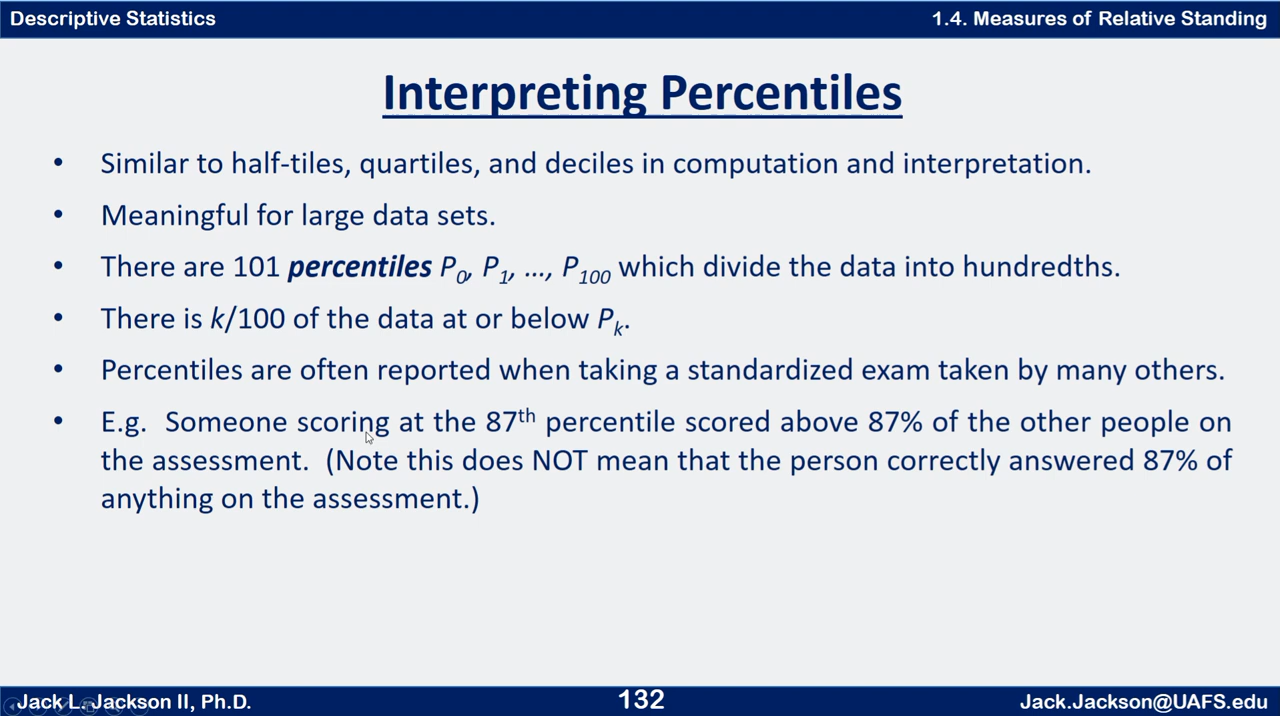 Descriptive Statistics
1.4. Measures of Relative Standing
Interpreting Percentiles
• Similar to half-tiles, quartiles, and deciles in computation and interpretation.
• Meaningful for large data sets.
• There are 101 percentiles P0, P1, ..., P100 which divide the data into hundredths.
• There is k/100 of the data at or below Pk.
• Percentiles are often reported when taking a standardized exam taken by many others.
• E.g. Someone scoring at the 87th percentile scored above 87% of the other people on
the assessment. (Note this does NOT mean that the person correctly answered 87% of
anything on the assessment.)
Jack L. Jackson II, Ph.D.
132
Jack.Jackson@UAFS.edu